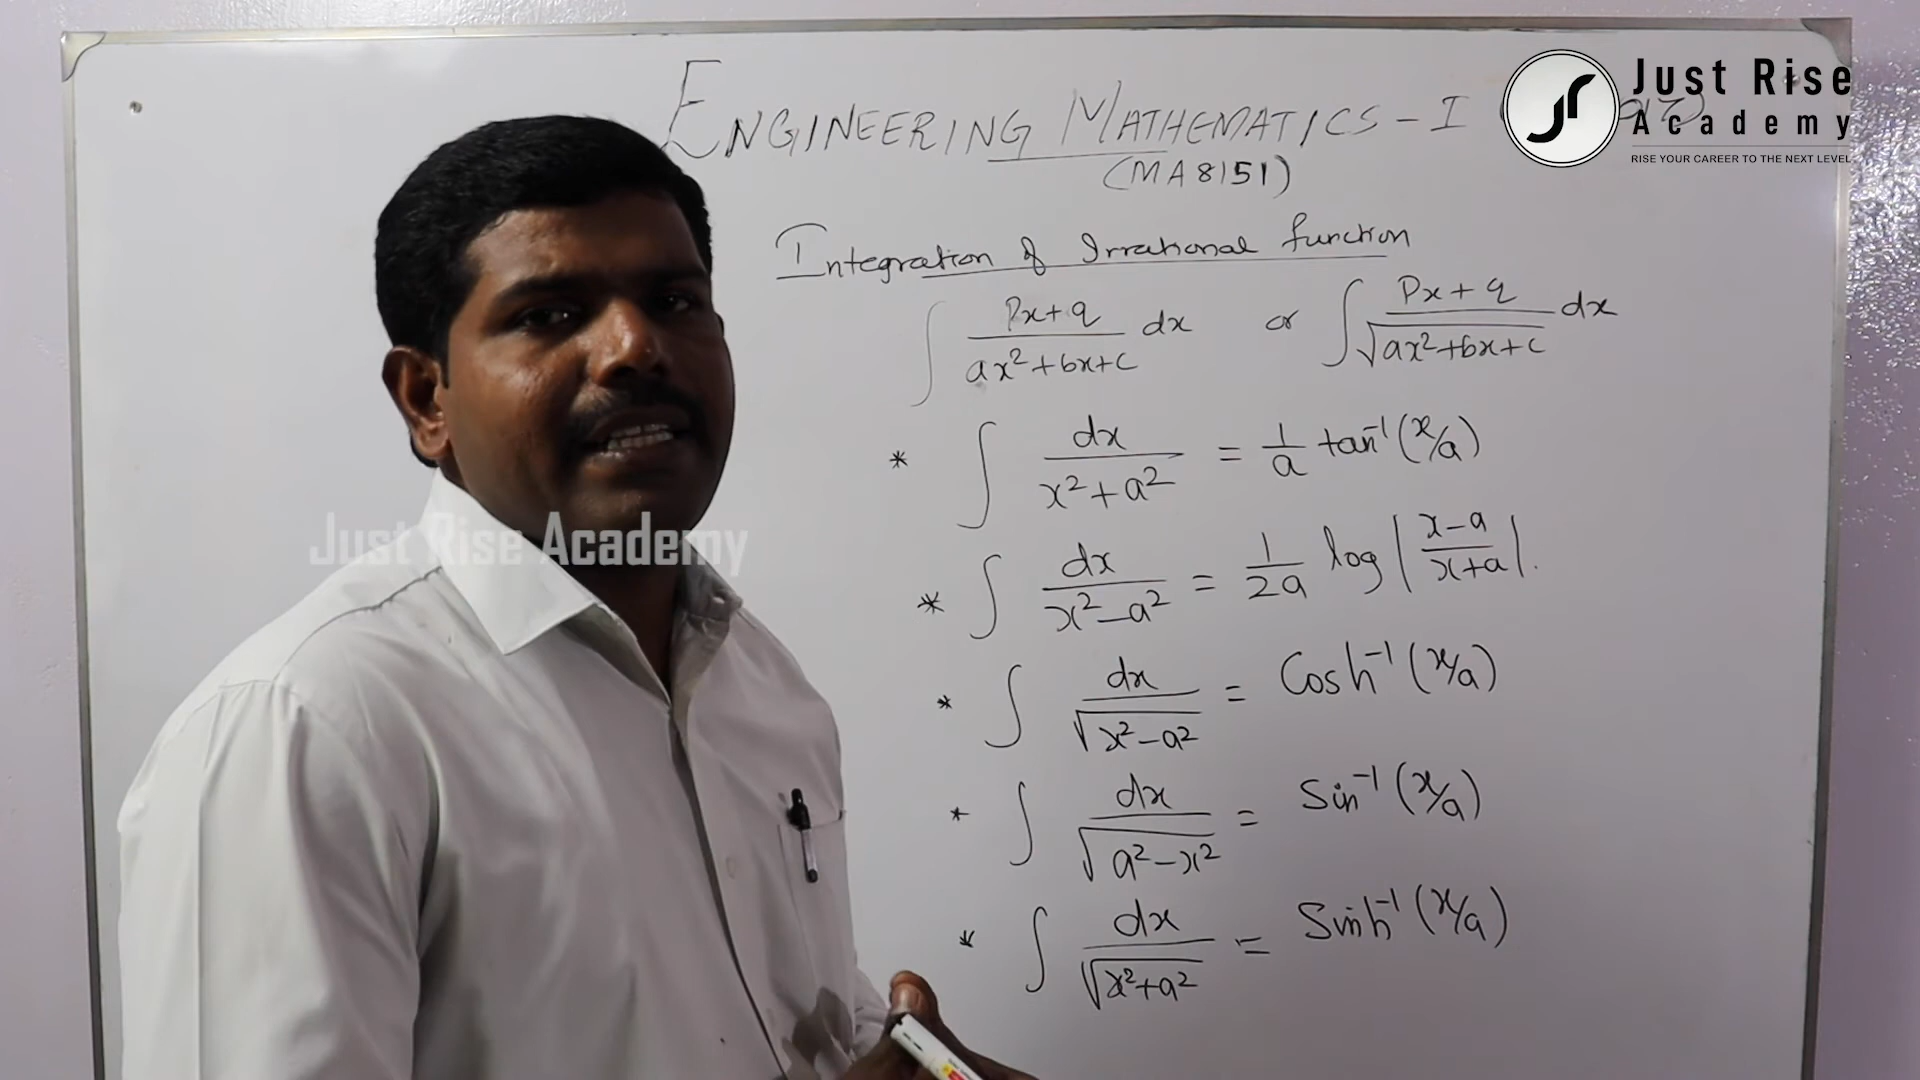 ENGINEERING MATHEMATICS - I
Just Rise
Academy
RISE YOUR CAREER TO THE NEXT LEVEL
(MA8151)
Integration of Irrational function
∫ Px+q / ax²+bx+c dx or ∫ Px+q / √ax²+bx+c dx
* ∫ dx / x²+a² = 1/a tan⁻¹(x/a)
* ∫ dx / x²-a² = 1/2a log |x-a / x+a|.
* ∫ dx / √x²-a² = Cosh⁻¹(x/a)
* ∫ dx / √a²-x² = Sin⁻¹(x/a)
* ∫ dx / √x²+a² = Sinh⁻¹(x/a)
Just Rise Academy